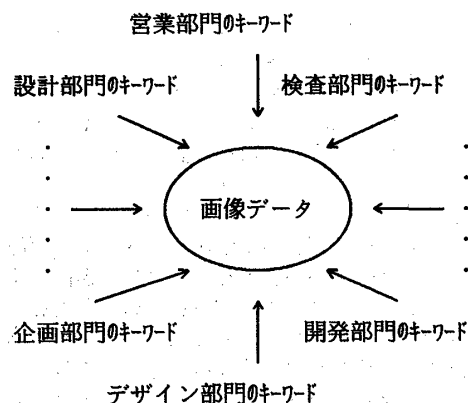 営業部門のキーワード
設計部門のキーワード
検査部門のキーワード
画像データ
企画部門のキーワード
開発部門のキーワード
デザイン部門のキーワード